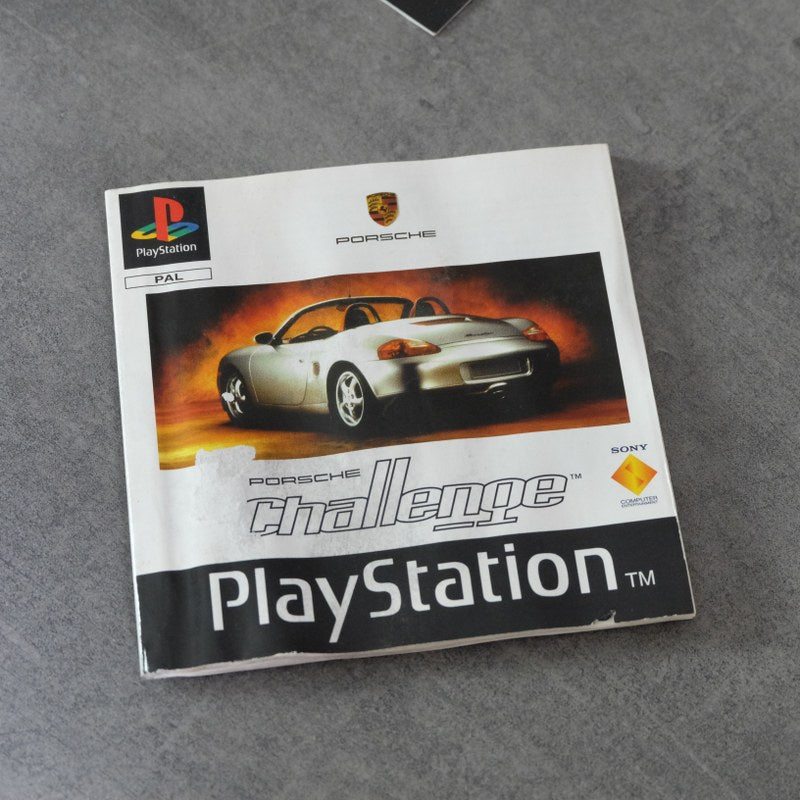 PlayStation
PAL
PORSCHE
PORSCHE
challenge™
SONY
COMPUTER
ENTERTAINMENT
PlayStation™